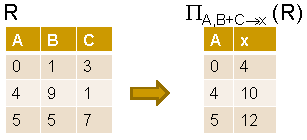 R
A B C
0 1 3
4 9 1
5 5 7
Π A,B+C→x (R)
A x
0 4
4 10
5 12